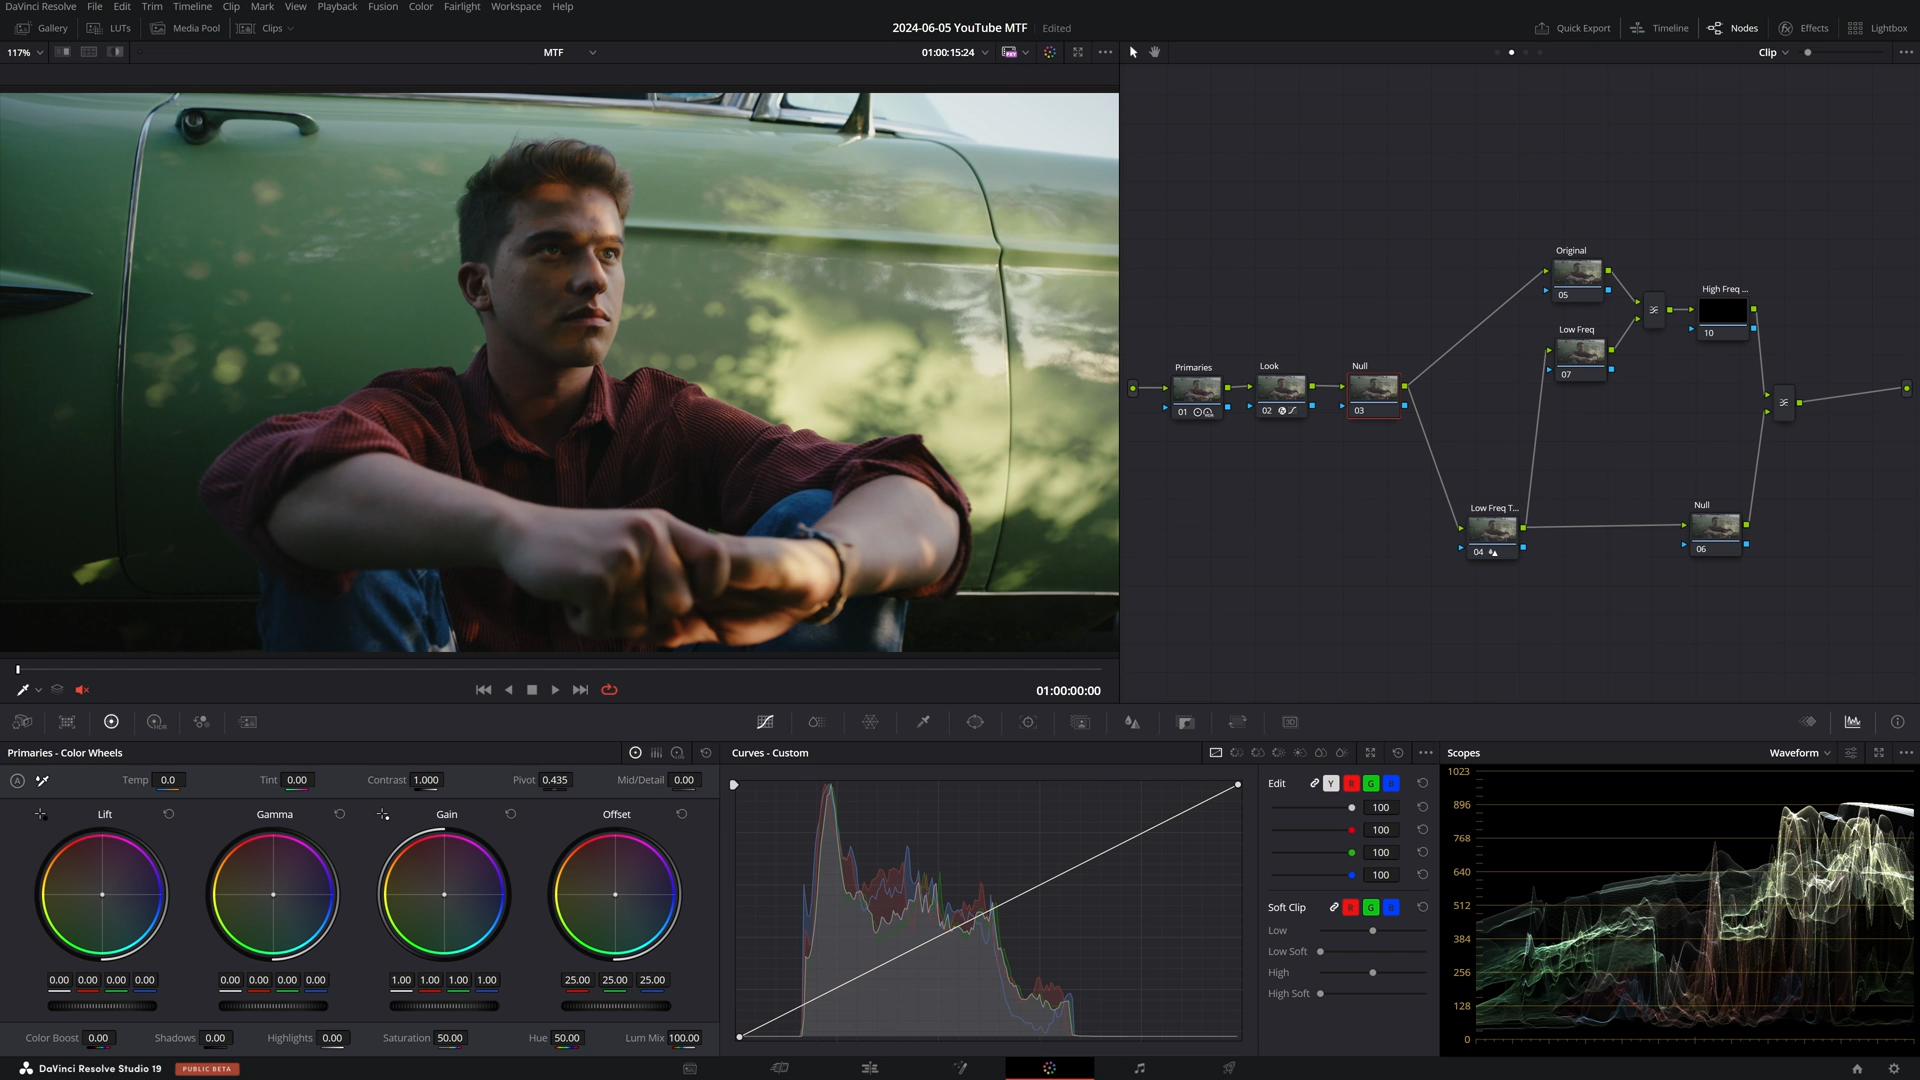 DaVinci Resolve File Edit Trim Timeline Clip Mark View Playback Fusion Color Fairlight Workspace Help
Gallery LUTs Media Pool Clips 2024-06-05 YouTube MTF Edited Quick Export Timeline Nodes Effects Lightbox
117% MTF 01:00:15:24 Clip
Original
05
High Freq ...
10
Low Freq
07
Primaries
01
Look
02
Null
03
Low Freq T...
04
Null
06
01:00:00:00
HDR
3D
Primaries - Color Wheels
Curves - Custom
Scopes Waveform
A Temp 0.0 Tint 0.00 Contrast 1.000 Pivot 0.435 Mid/Detail 0.00
Lift Gamma Gain Offset
0.00 0.00 0.00 0.00 0.00 0.00 0.00 0.00 1.00 1.00 1.00 1.00 25.00 25.00 25.00
Color Boost 0.00 Shadows 0.00 Highlights 0.00 Saturation 50.00 Hue 50.00 Lum Mix 100.00
Edit Y R G B
100
100
100
100
Soft Clip R G B
Low
Low Soft
High
High Soft
1023
896
768
640
512
384
256
128
0
DaVinci Resolve Studio 19 PUBLIC BETA